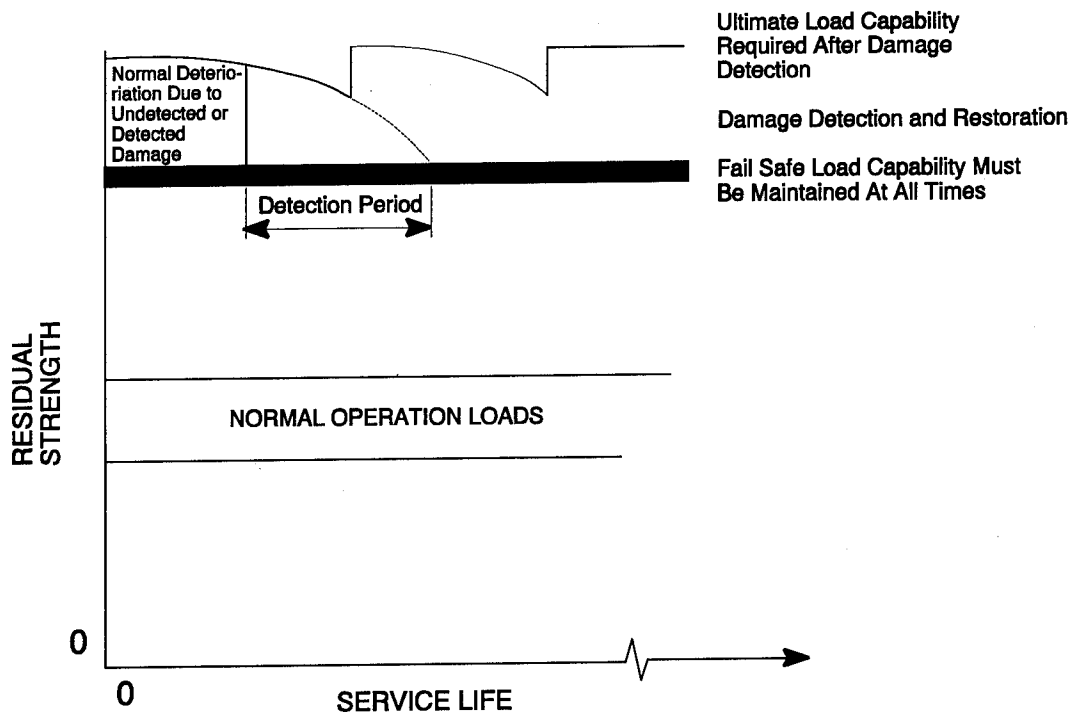 Ultimate Load Capability
Required After Damage
Detection
Normal Deterio-
riation Due to
Undetected or
Detected
Damage
Damage Detection and Restoration
Fail Safe Load Capability Must
Be Maintained At All Times
Detection Period
RESIDUAL
STRENGTH
NORMAL OPERATION LOADS
0
0
SERVICE LIFE